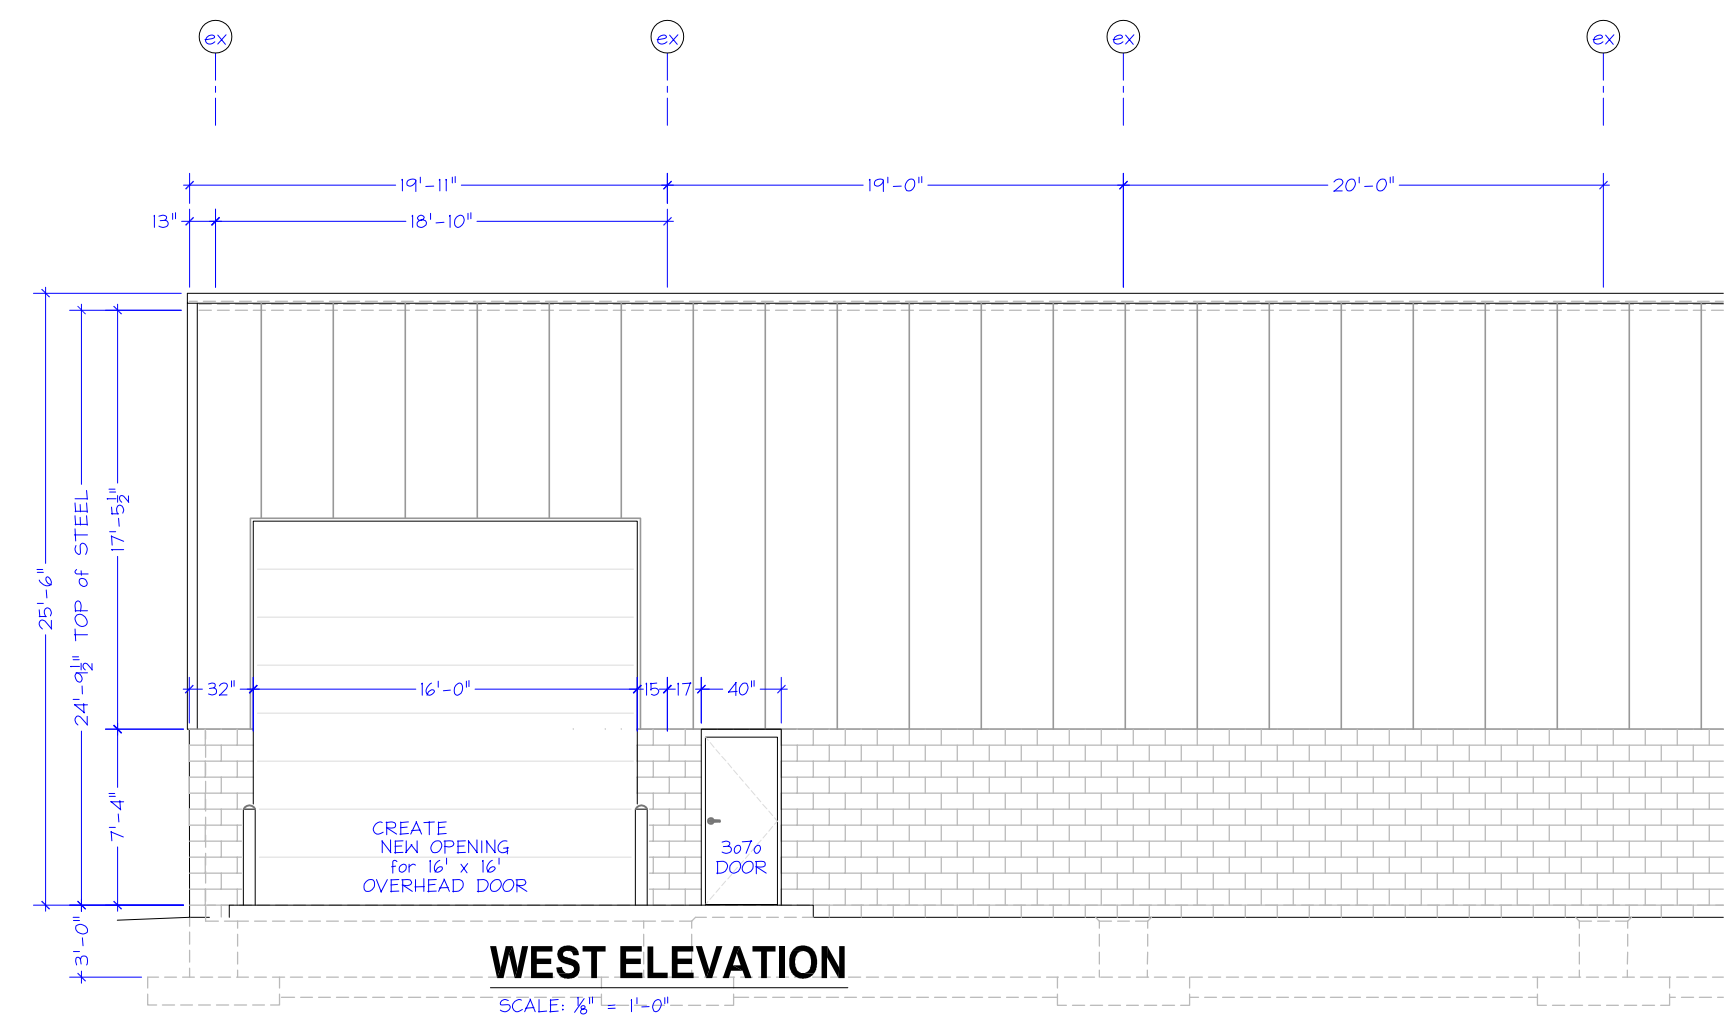 ex ex ex ex
19'-11" 19'-0" 20'-0"
13" 18'-10"
25'-6"
24'-9½" TOP of STEEL
17'-5½"
7'-4"
3'-0"
32" 16'-0" 15 17 40"
CREATE
NEW OPENING
for 16' x 16'
OVERHEAD DOOR
3070
DOOR
WEST ELEVATION
SCALE: ⅛" = 1'-0"